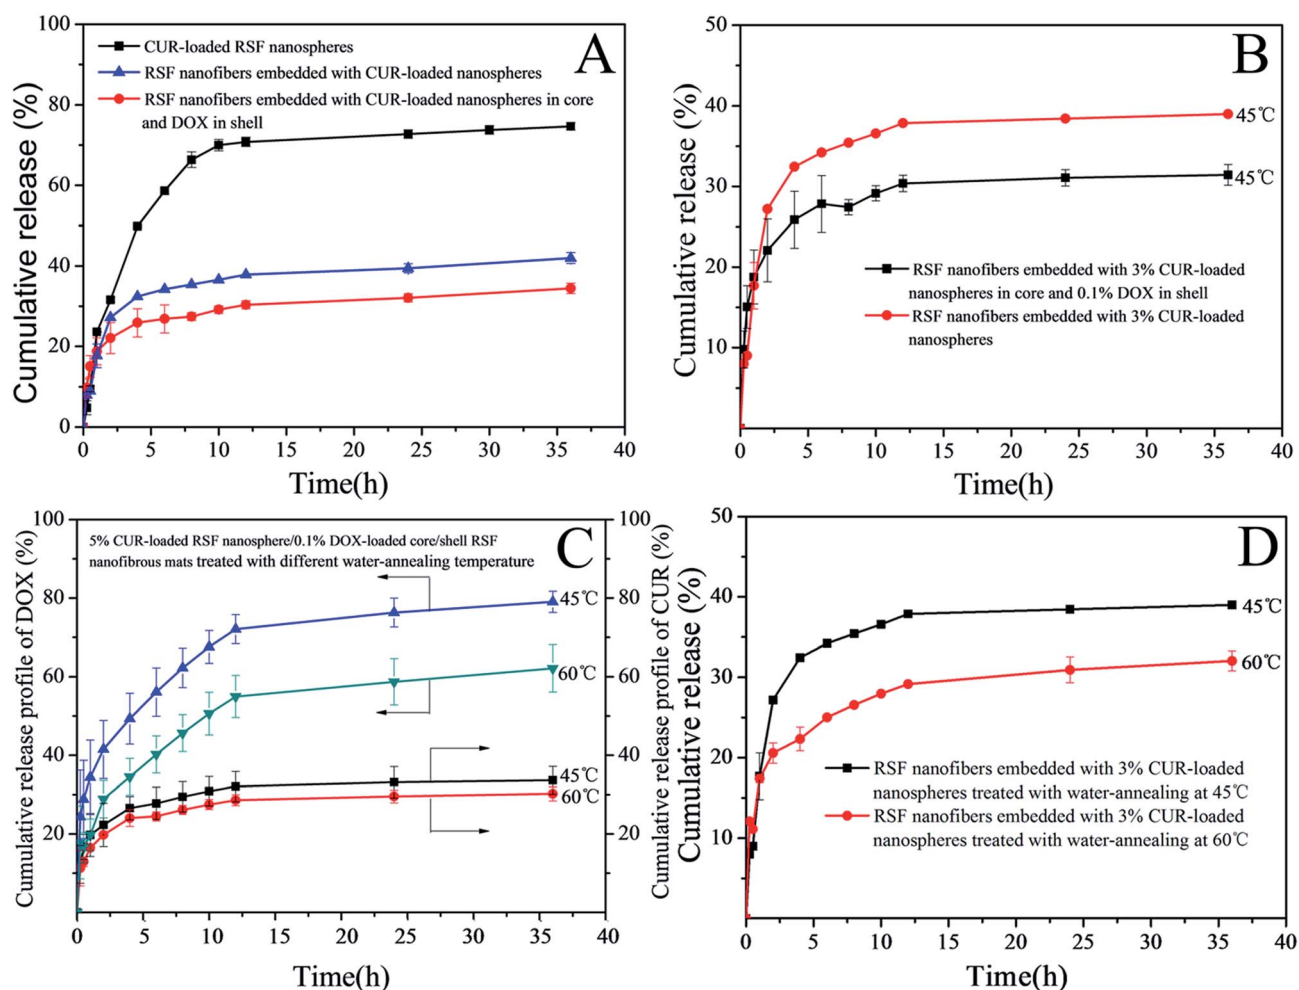 A
CUR-loaded RSF nanospheres
RSF nanofibers embedded with CUR-loaded nanospheres
RSF nanofibers embedded with CUR-loaded nanospheres in core
and DOX in shell
Cumulative release (%)
100
80
60
40
20
0
0 5 10 15 20 25 30 35 40
Time(h)
B
45℃
45℃
RSF nanofibers embedded with 3% CUR-loaded
nanospheres in core and 0.1% DOX in shell
RSF nanofibers embedded with 3% CUR-loaded
nanospheres
Cumulative release (%)
50
40
30
20
10
0 5 10 15 20 25 30 35 40
Time(h)
C
5% CUR-loaded RSF nanosphere/0.1% DOX-loaded core/shell RSF
nanofibrous mats treated with different water-annealing temperature
45℃
60℃
45℃
60℃
Cumulative release profile of DOX (%)
100
80
60
40
20
Cumulative release profile of CUR (%)
100
80
60
40
20
0
0 5 10 15 20 25 30 35 40
Time(h)
D
45℃
60℃
RSF nanofibers embedded with 3% CUR-loaded
nanospheres treated with water-annealing at 45℃
RSF nanofibers embedded with 3% CUR-loaded
nanospheres treated with water-annealing at 60℃
Cumulative release (%)
50
40
30
20
10
0 5 10 15 20 25 30 35 40
Time(h)